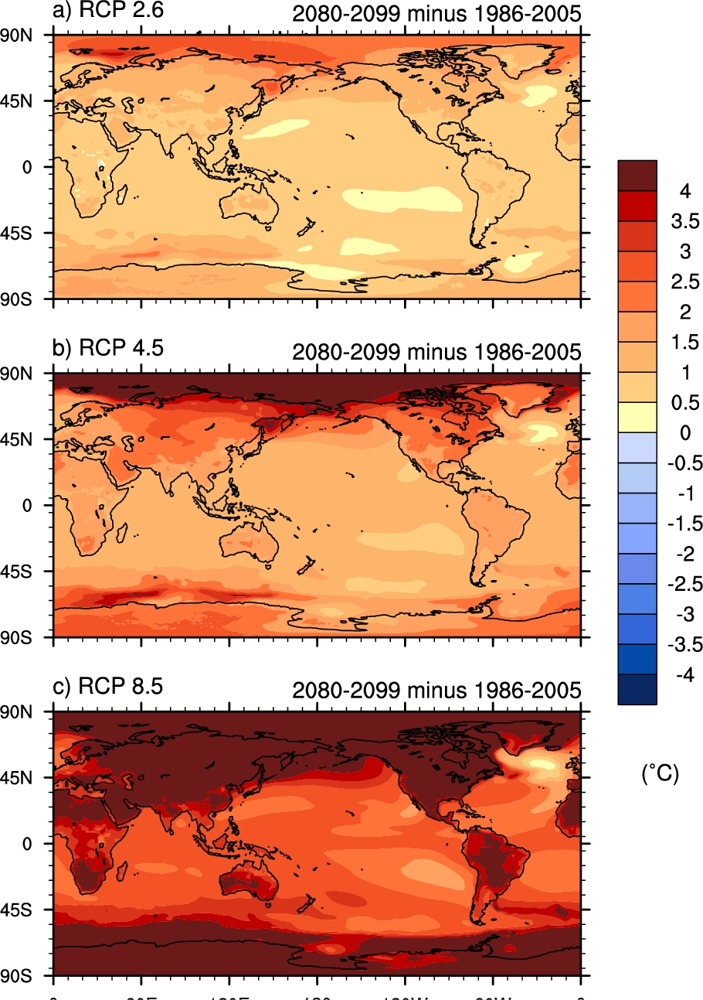 a) RCP 2.6 2080-2099 minus 1986-2005
90N
45N
0
45S
90S
b) RCP 4.5 2080-2099 minus 1986-2005
90N
45N
0
45S
90S
c) RCP 8.5 2080-2099 minus 1986-2005
90N
45N
0
45S
90S
4
3.5
3
2.5
2
1.5
1
0.5
0
-0.5
-1
-1.5
-2
-2.5
-3
-3.5
-4
(˚C)